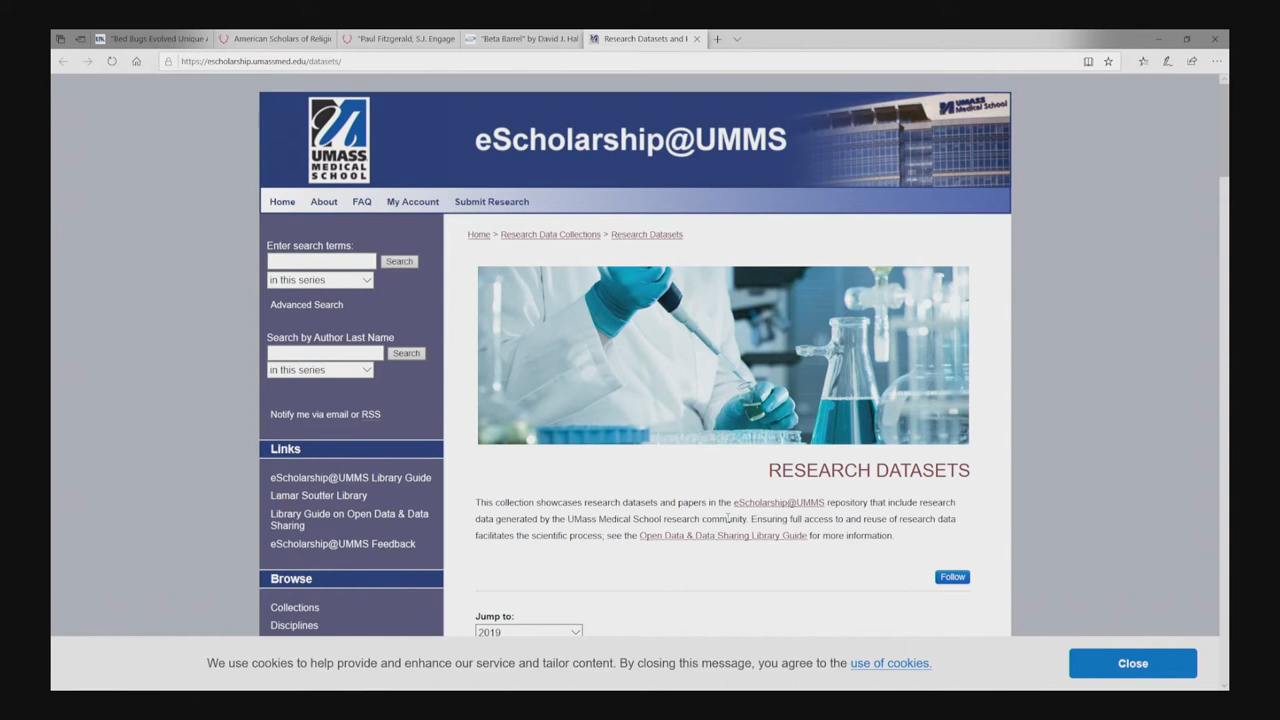 "Bed Bugs Evolved Unique
American Scholars of Religi
"Paul Fitzgerald, S.J. Engage
"Beta Barrel" by David J. Hal
Research Datasets and
https://escholarship.umassmed.edu/datasets/
UMASS
MEDICAL
SCHOOL
eScholarship@UMMS
UMASS
Medical School
Home About FAQ My Account Submit Research
Enter search terms:
Search
in this series
Advanced Search
Search by Author Last Name
Search
in this series
Notify me via email or RSS
Links
eScholarship@UMMS Library Guide
Lamar Soutter Library
Library Guide on Open Data & Data
Sharing
eScholarship@UMMS Feedback
Browse
Collections
Disciplines
Home > Research Data Collections > Research Datasets
RESEARCH DATASETS
This collection showcases research datasets and papers in the eScholarship@UMMS repository that include research
data generated by the UMass Medical School research community. Ensuring full access to and reuse of research data
facilitates the scientific process; see the Open Data & Data Sharing Library Guide for more information.
Follow
Jump to:
2019
We use cookies to help provide and enhance our service and tailor content. By closing this message, you agree to the use of cookies.
Close